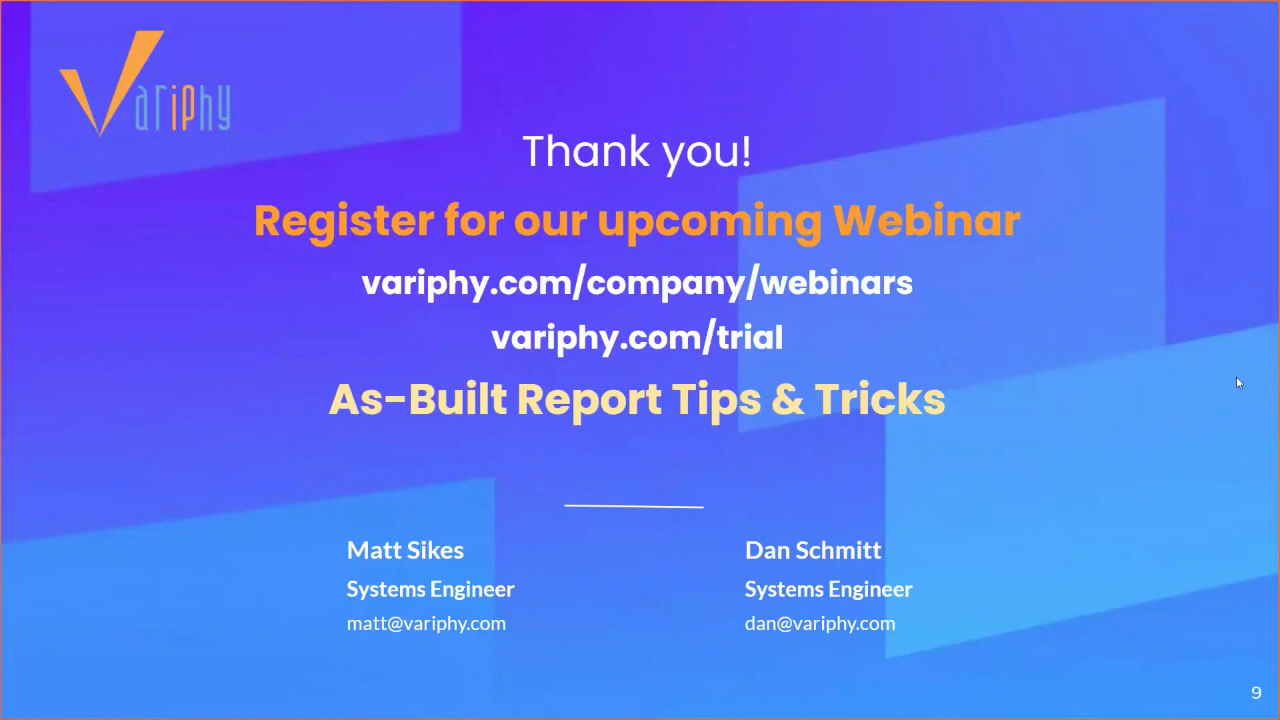 Variphy
Thank you!
Register for our upcoming Webinar
variphy.com/company/webinars
variphy.com/trial
As-Built Report Tips & Tricks
Matt Sikes
Systems Engineer
matt@variphy.com
Dan Schmitt
Systems Engineer
dan@variphy.com
9